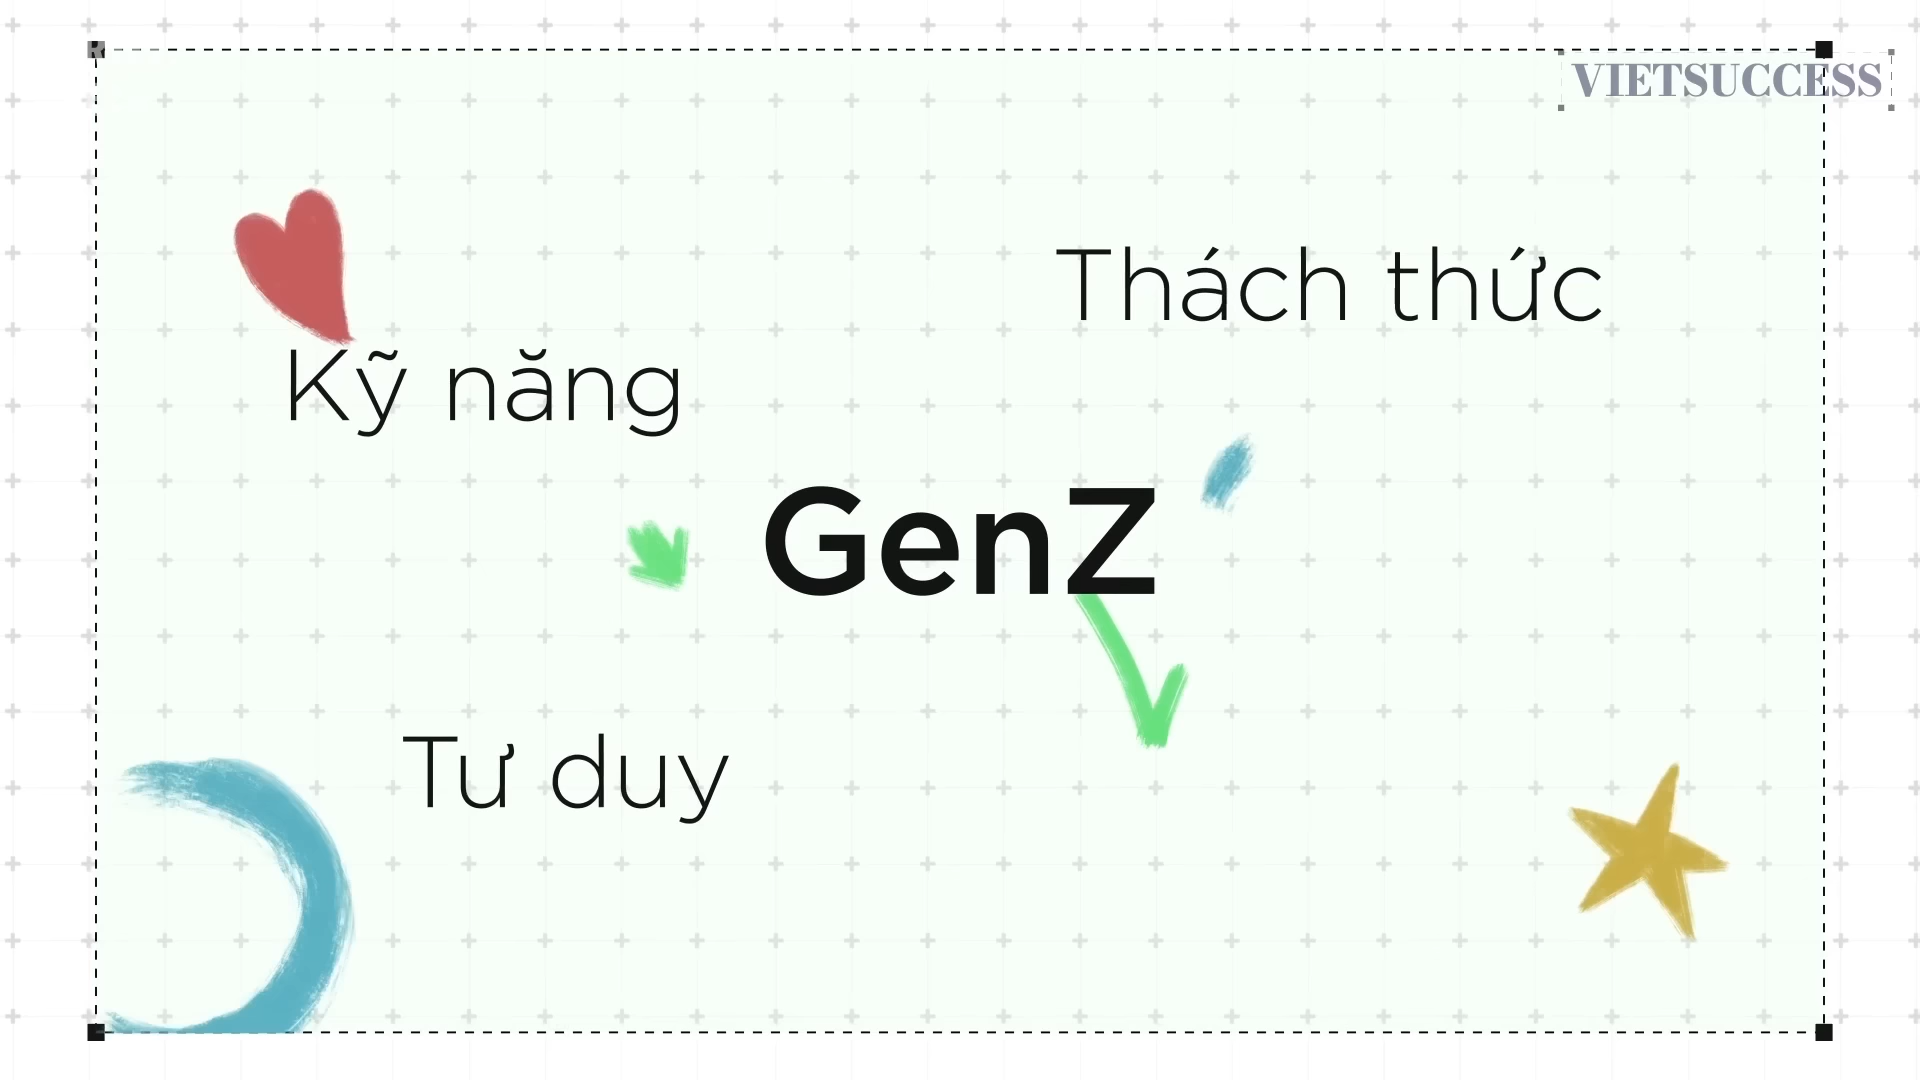 VIETSUCCESS
Thách thức
Kỹ năng
GenZ
Tư duy